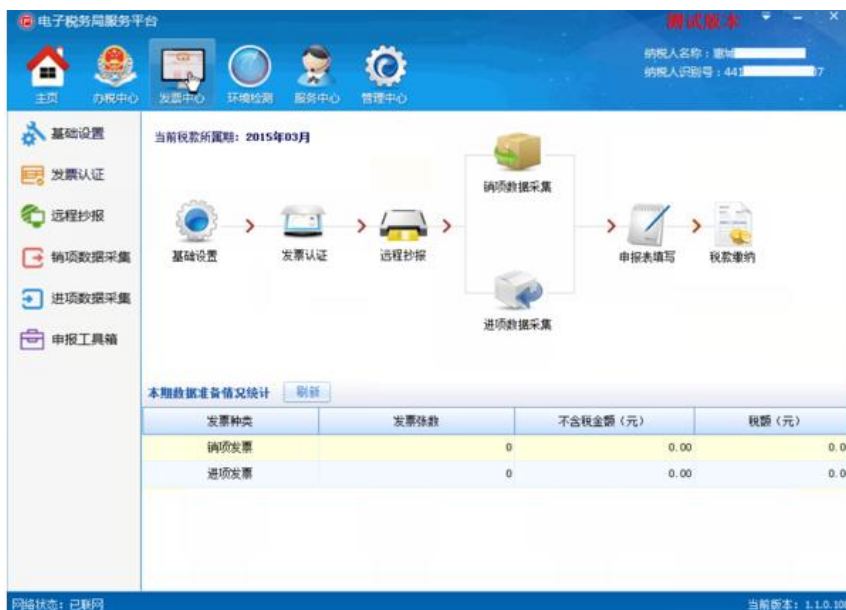 电子税务局服务平台
测试版本
主页 办税中心 发票中心 环境检测 服务中心 管理中心
纳税人名称：惠城
纳税人识别号：441 07
基础设置
发票认证
远程抄报
销项数据采集
进项数据采集
申报工具箱
当前税款所属期：2015年03月
销项数据采集
基础设置 发票认证 远程抄报 申报表填写 税款缴纳
进项数据采集
本期数据准备情况统计 刷新
发票种类 发票张数 不含税金额（元） 税额（元）
销项发票 0 0.00 0.0
进项发票 0 0.00 0.0
网络状态：已联网 当前版本：1.1.0.108